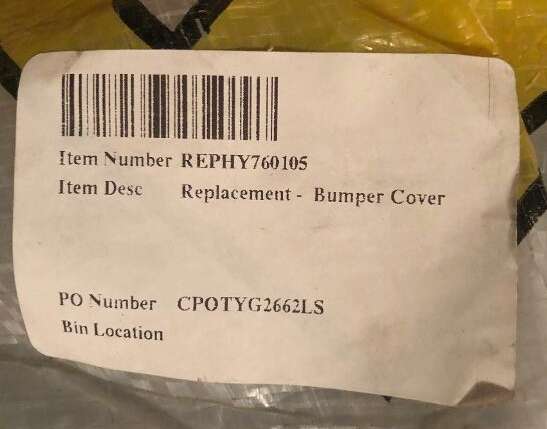 Item Number REPHY760105
Item Desc Replacement - Bumper Cover
PO Number CPOTYG2662LS
Bin Location